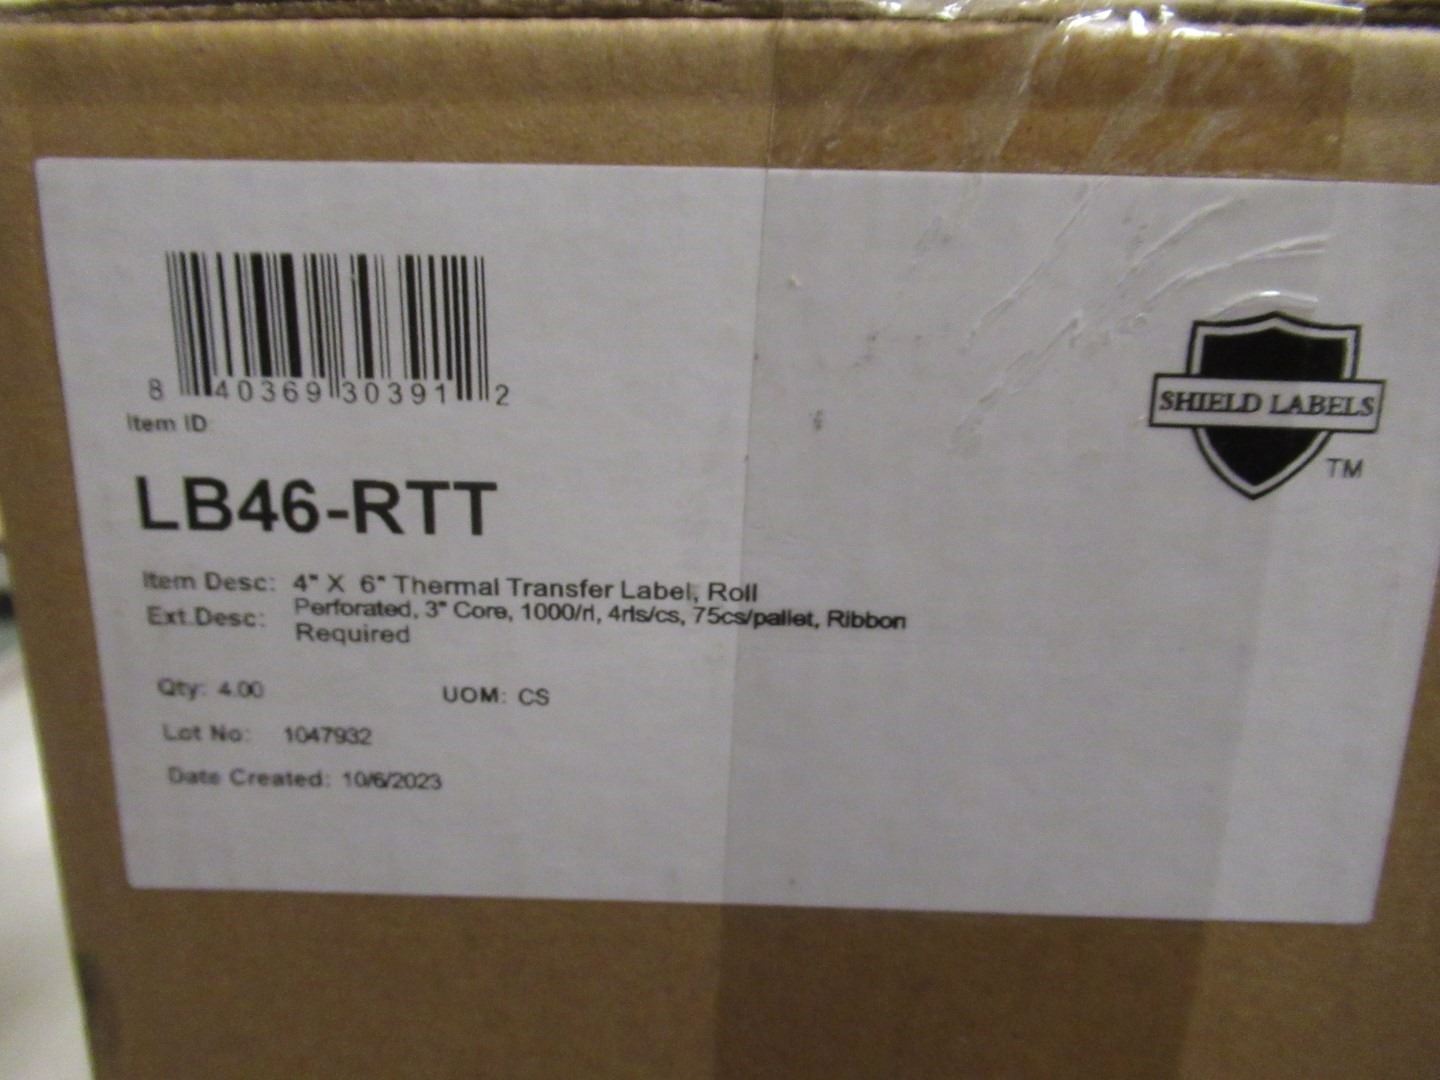 8 40369 30391 2
Item ID:
LB46-RTT
Item Desc: 4" X 6" Thermal Transfer Label, Roll
Ext.Desc: Perforated, 3" Core, 1000/rl, 4rls/cs, 75cs/pallet, Ribbon
Required
Qty: 4.00 UOM: CS
Lot No: 1047932
Date Created: 10/6/2023
SHIELD LABELS
TM